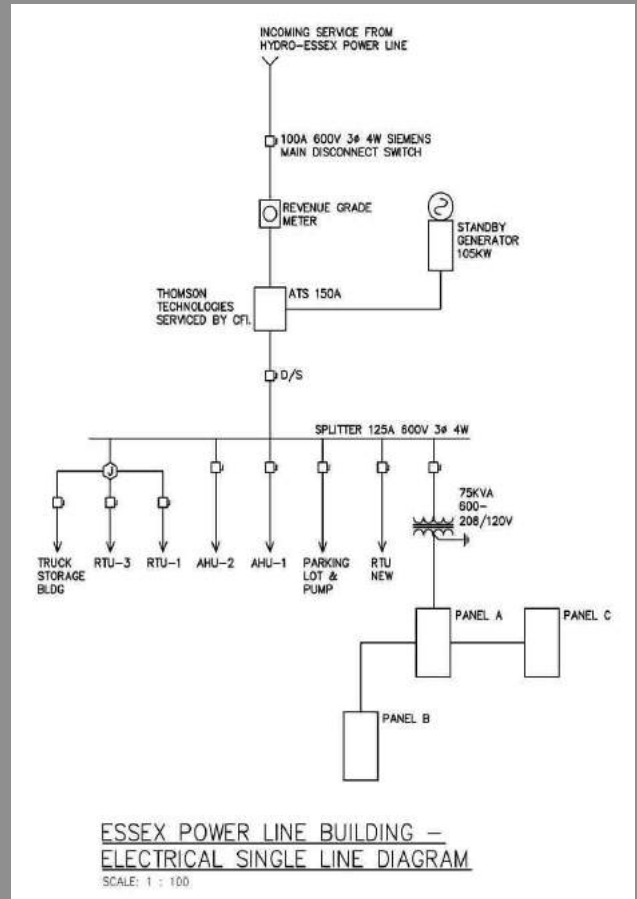 INCOMING SERVICE FROM
HYDRO-ESSEX POWER LINE
100A 600V 3ø 4W SIEMENS
MAIN DISCONNECT SWITCH
REVENUE GRADE
METER
STANDBY
GENERATOR
105KW
THOMSON
TECHNOLOGIES
SERVICED BY CFI.
ATS 150A
D/S
SPLITTER 125A 600V 3ø 4W
J
75KVA
600-
208/120V
TRUCK
STORAGE
BLDG
RTU-3
RTU-1
AHU-2
AHU-1
PARKING
LOT &
PUMP
RTU
NEW
PANEL A
PANEL C
PANEL B
ESSEX POWER LINE BUILDING –
ELECTRICAL SINGLE LINE DIAGRAM
SCALE: 1 : 100